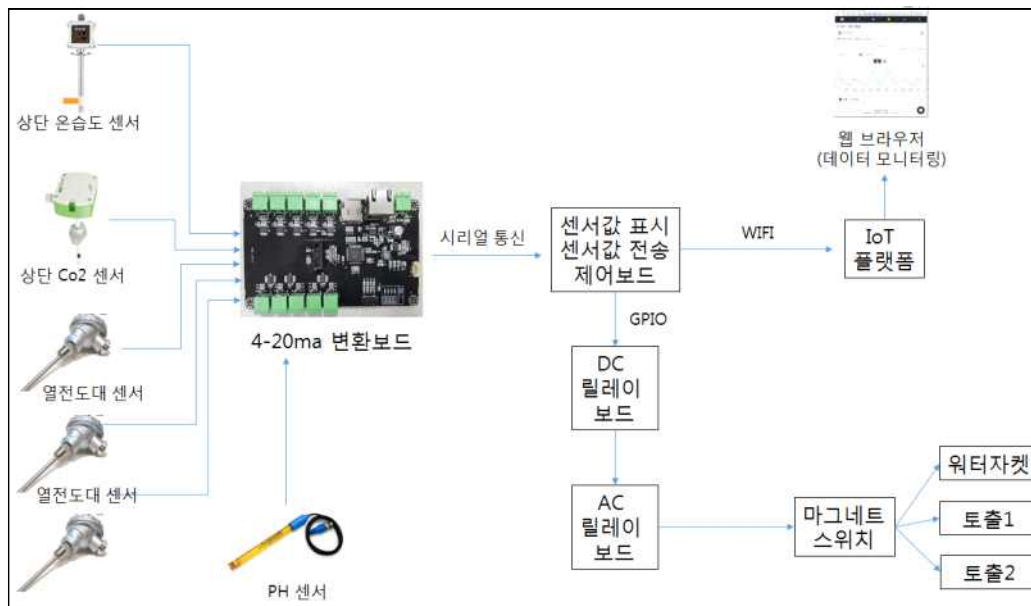 상단 온습도 센서
상단 Co2 센서
열전도대 센서
열전도대 센서
4-20ma 변환보드
PH 센서
시리얼 통신
센서값 표시
센서값 전송
제어보드
WIFI
IoT
플랫폼
웹 브라우저
(데이터 모니터링)
GPIO
DC
릴레이
보드
AC
릴레이
보드
마그네트
스위치
워터자켓
토출1
토출2